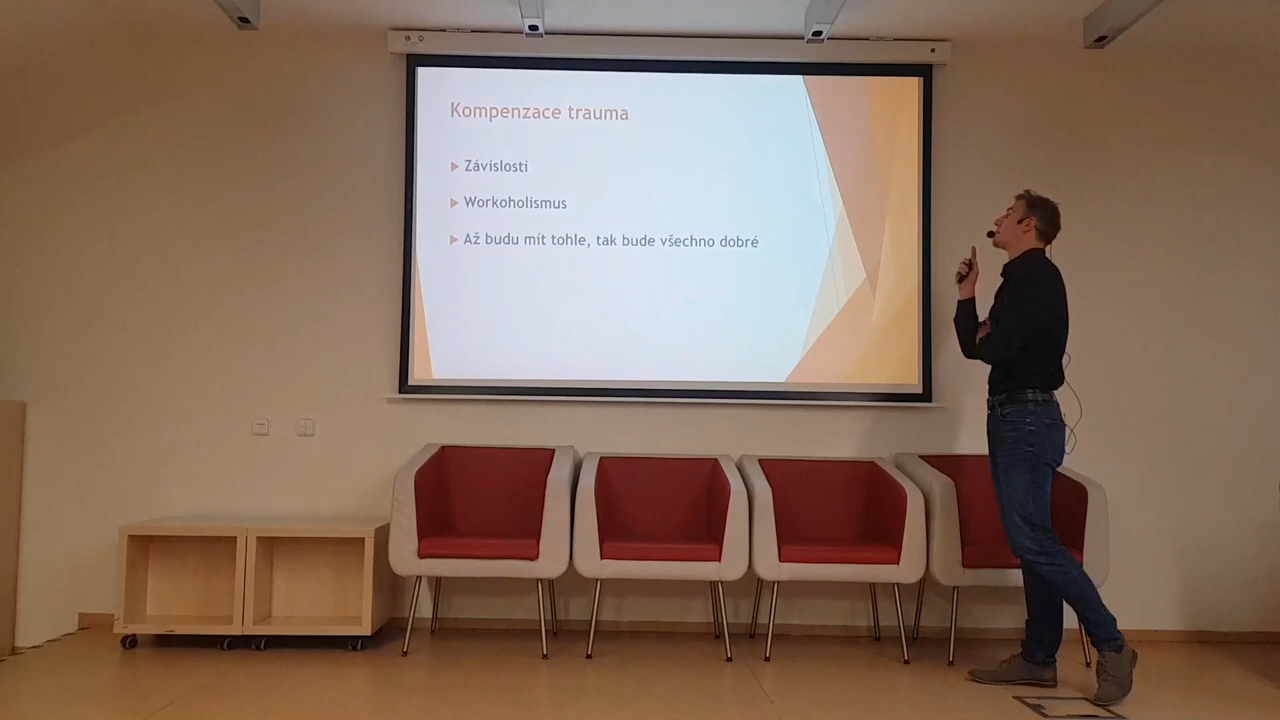 Kompenzace trauma
Závislosti
Workoholismus
Až budu mít tohle, tak bude všechno dobré